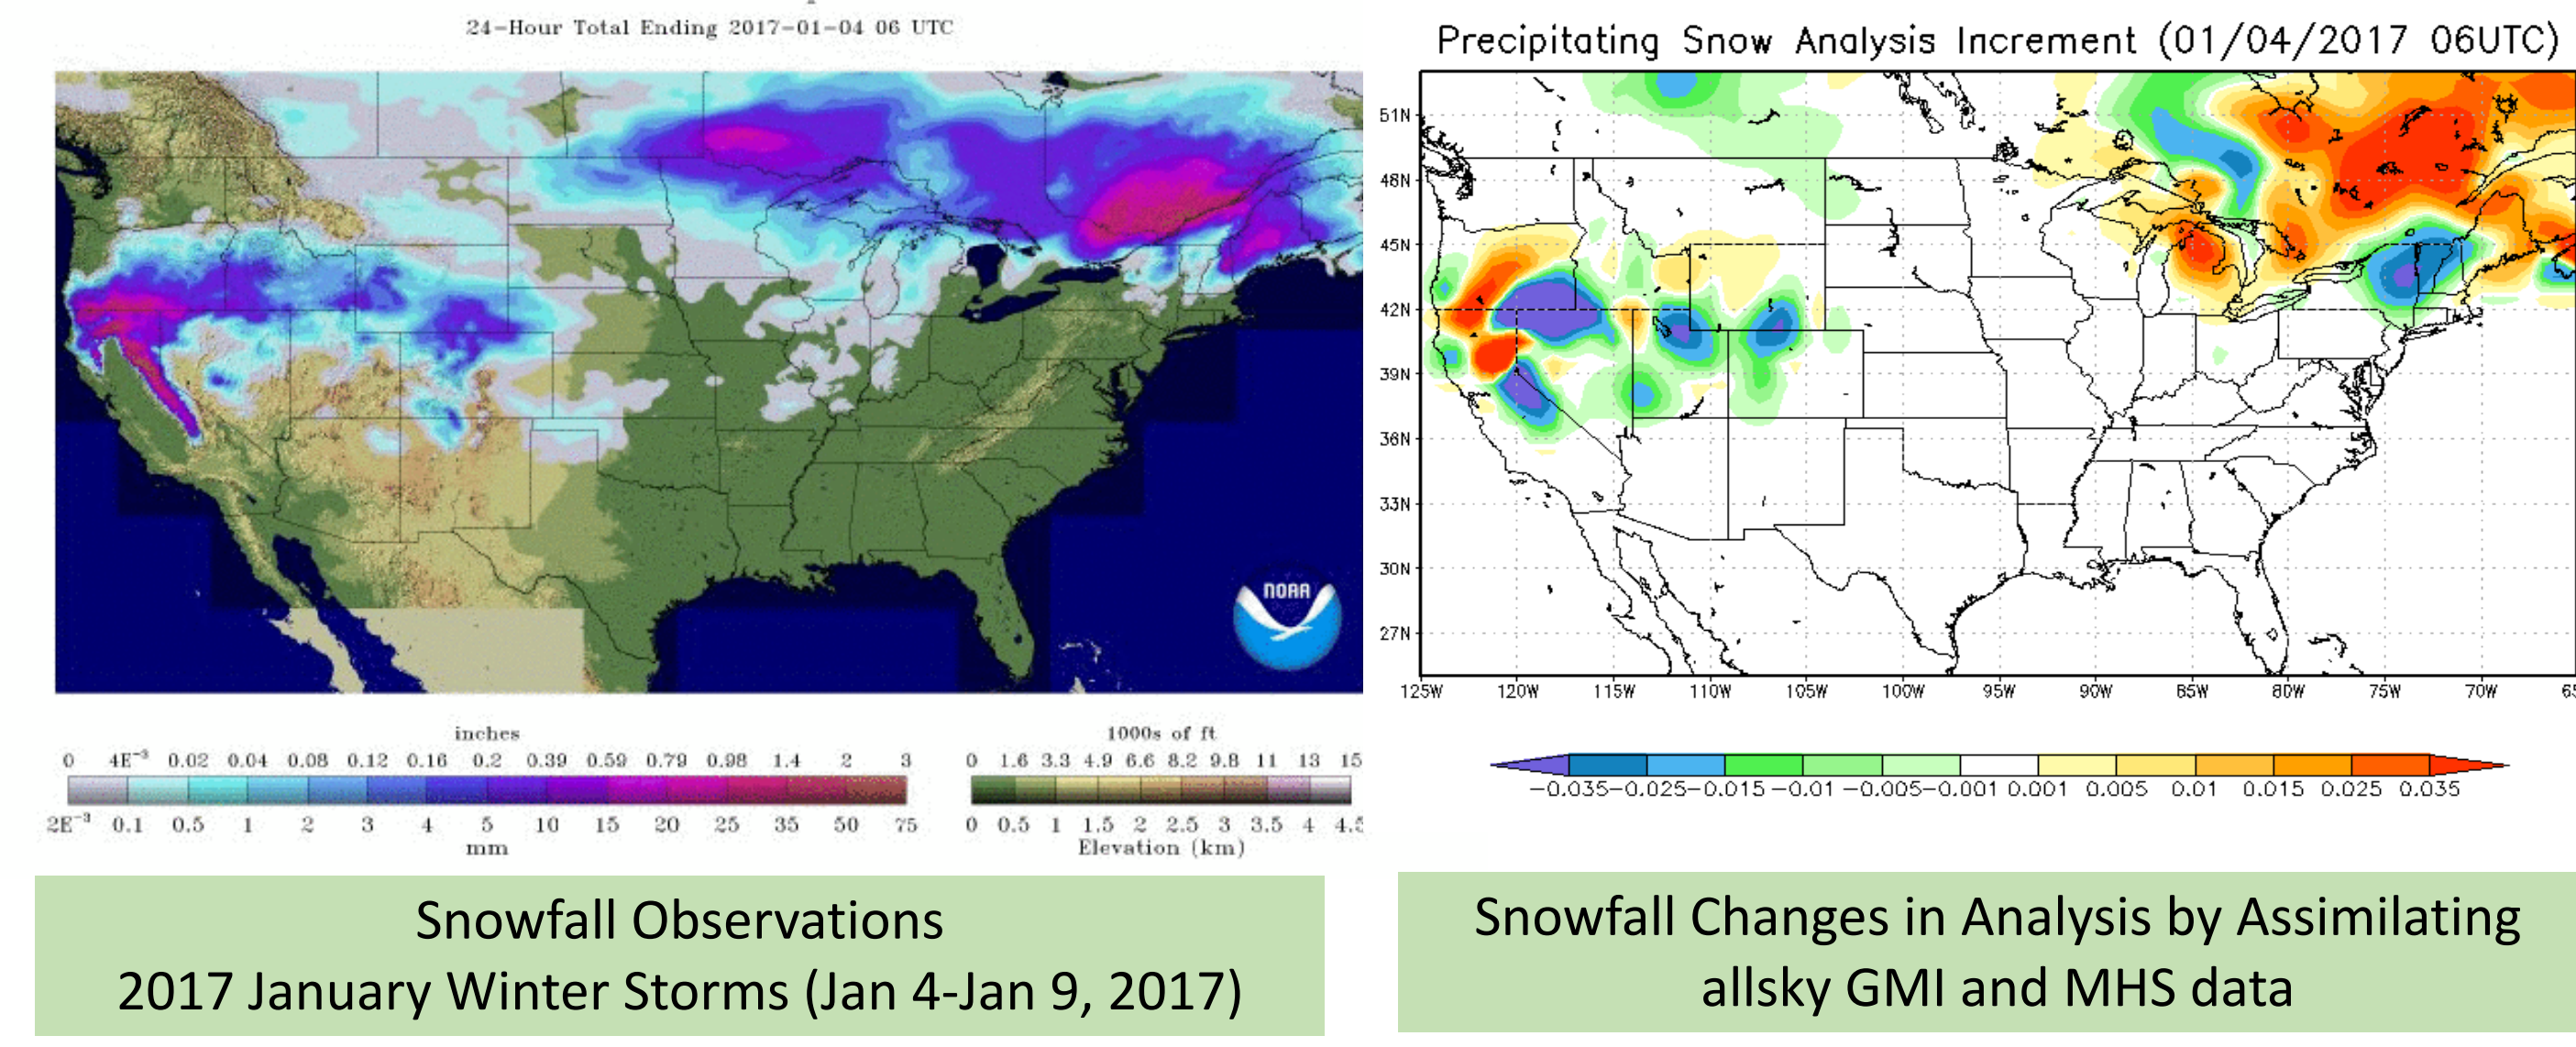 24-Hour Total Ending 2017-01-04 06 UTC
NOAA
inches
0 4E⁻³ 0.02 0.04 0.08 0.12 0.16 0.2 0.39 0.59 0.79 0.98 1.4 2 3
2E⁻³ 0.1 0.5 1 2 3 4 5 10 15 20 25 35 50 75
mm
1000s of ft
0 1.6 3.3 4.9 6.6 8.2 9.8 11 13 15
0 0.5 1 1.5 2 2.5 3 3.5 4 4.5
Elevation (km)
Snowfall Observations
2017 January Winter Storms (Jan 4-Jan 9, 2017)
Precipitating Snow Analysis Increment (01/04/2017 06UTC)
51N
48N
45N
42N
39N
36N
33N
30N
27N
125W 120W 115W 110W 105W 100W 95W 90W 85W 80W 75W 70W
-0.035 -0.025 -0.015 -0.01 -0.005 -0.001 0.001 0.005 0.01 0.015 0.025 0.035
Snowfall Changes in Analysis by Assimilating
allsky GMI and MHS data